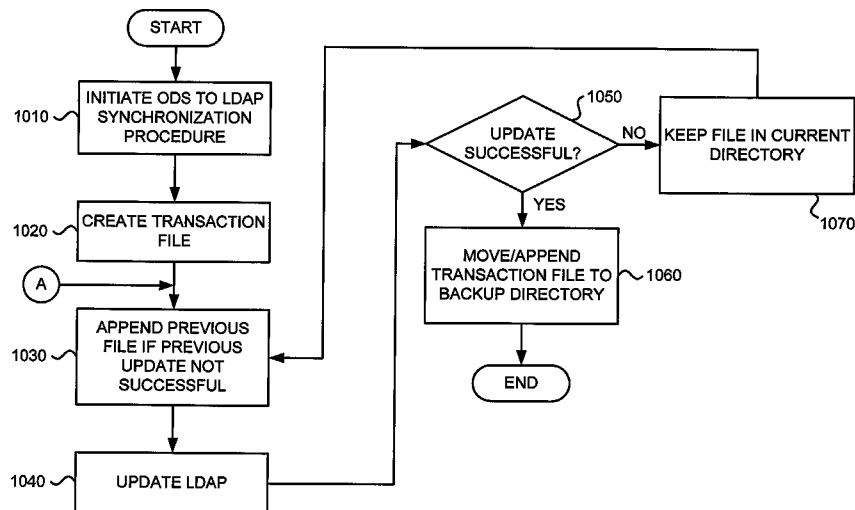 START
1010
INITIATE ODS TO LDAP
SYNCHRONIZATION
PROCEDURE
1020
CREATE TRANSACTION
FILE
A
1030
APPEND PREVIOUS
FILE IF PREVIOUS
UPDATE NOT
SUCCESSFUL
1040
UPDATE LDAP
1050
UPDATE
SUCCESSFUL?
NO
YES
KEEP FILE IN CURRENT
DIRECTORY
1070
MOVE/APPEND
TRANSACTION FILE TO
BACKUP DIRECTORY
1060
END